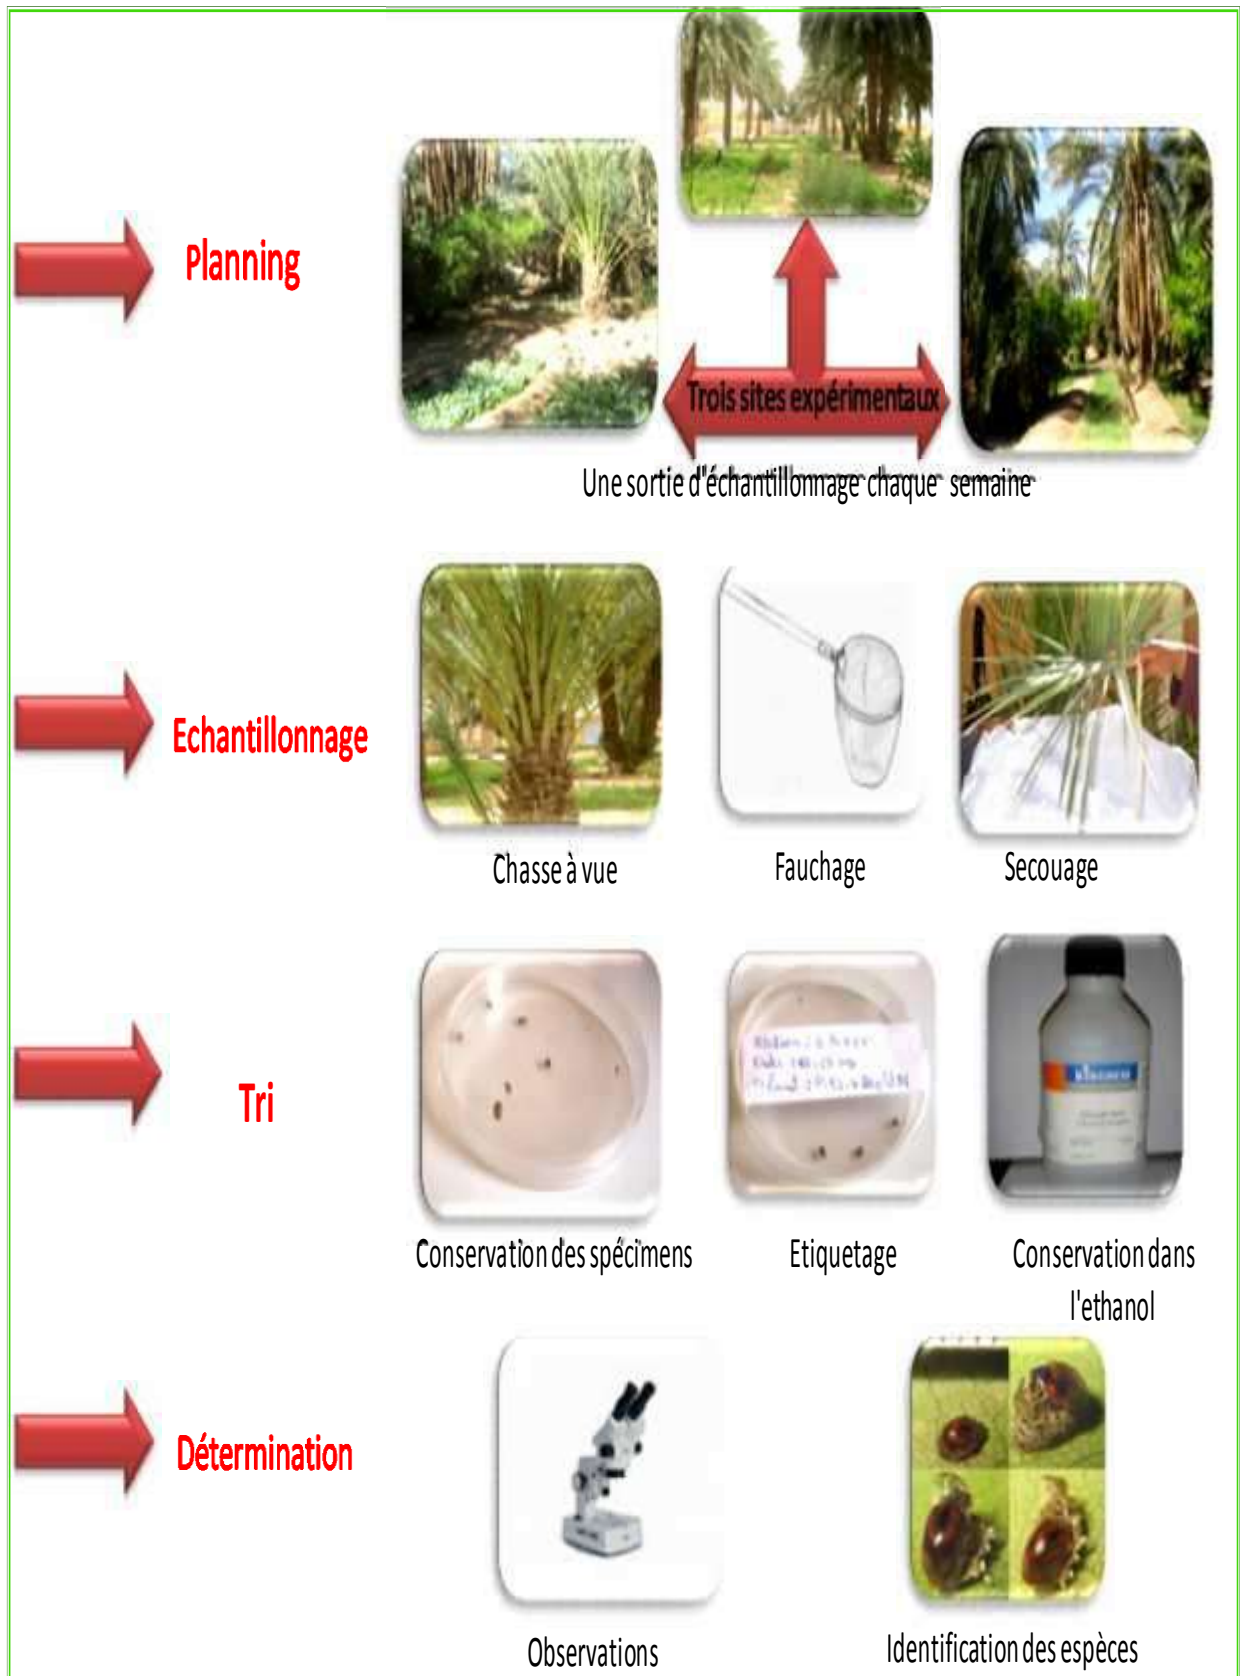 Planning
Trois sites expérimentaux
Une sortie d'échantillonnage chaque semaine
Echantillonnage
Chasse à vue
Fauchage
Secouage
Tri
Conservation des spécimens
Etiquetage
Conservation dans
l'ethanol
Détermination
Observations
Identification des espèces